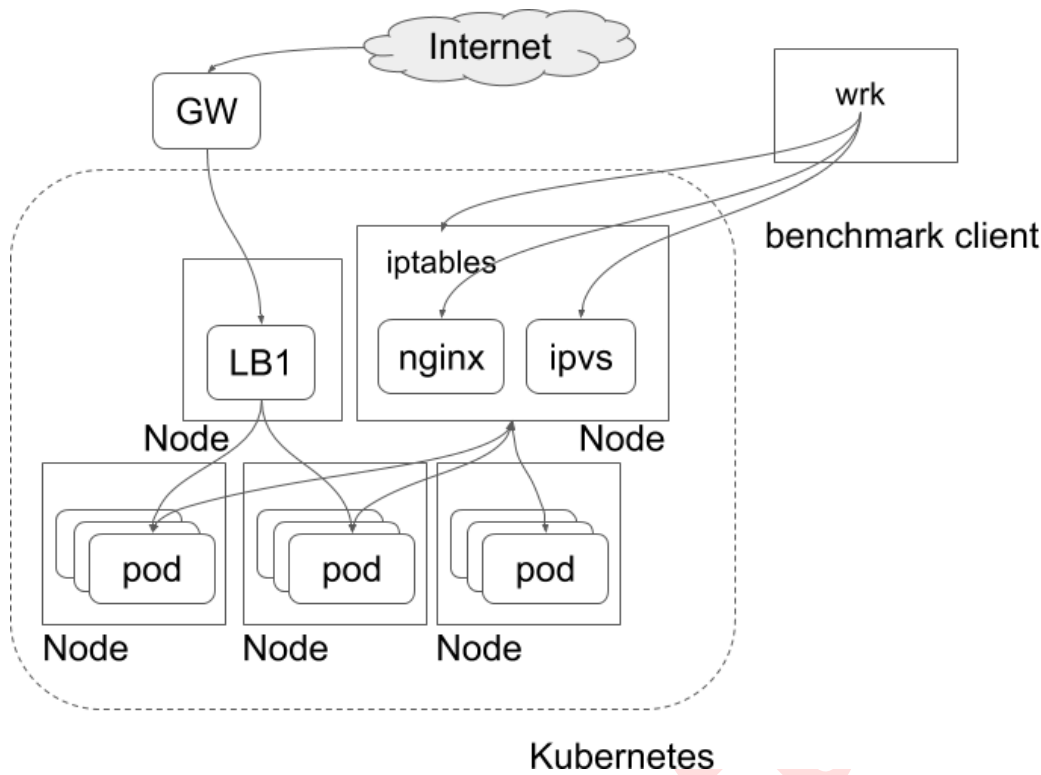 Internet
GW
wrk
benchmark client
iptables
LB1
nginx
ipvs
Node
Node
pod
pod
pod
Node
Node
Node
Kubernetes